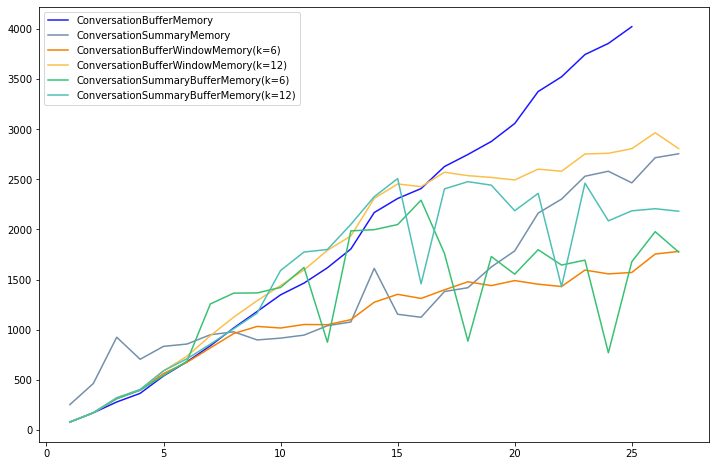 ConversationBufferMemory
ConversationSummaryMemory
ConversationBufferWindowMemory(k=6)
ConversationBufferWindowMemory(k=12)
ConversationSummaryBufferMemory(k=6)
ConversationSummaryBufferMemory(k=12)
4000
3500
3000
2500
2000
1500
1000
500
0
0 5 10 15 20 25